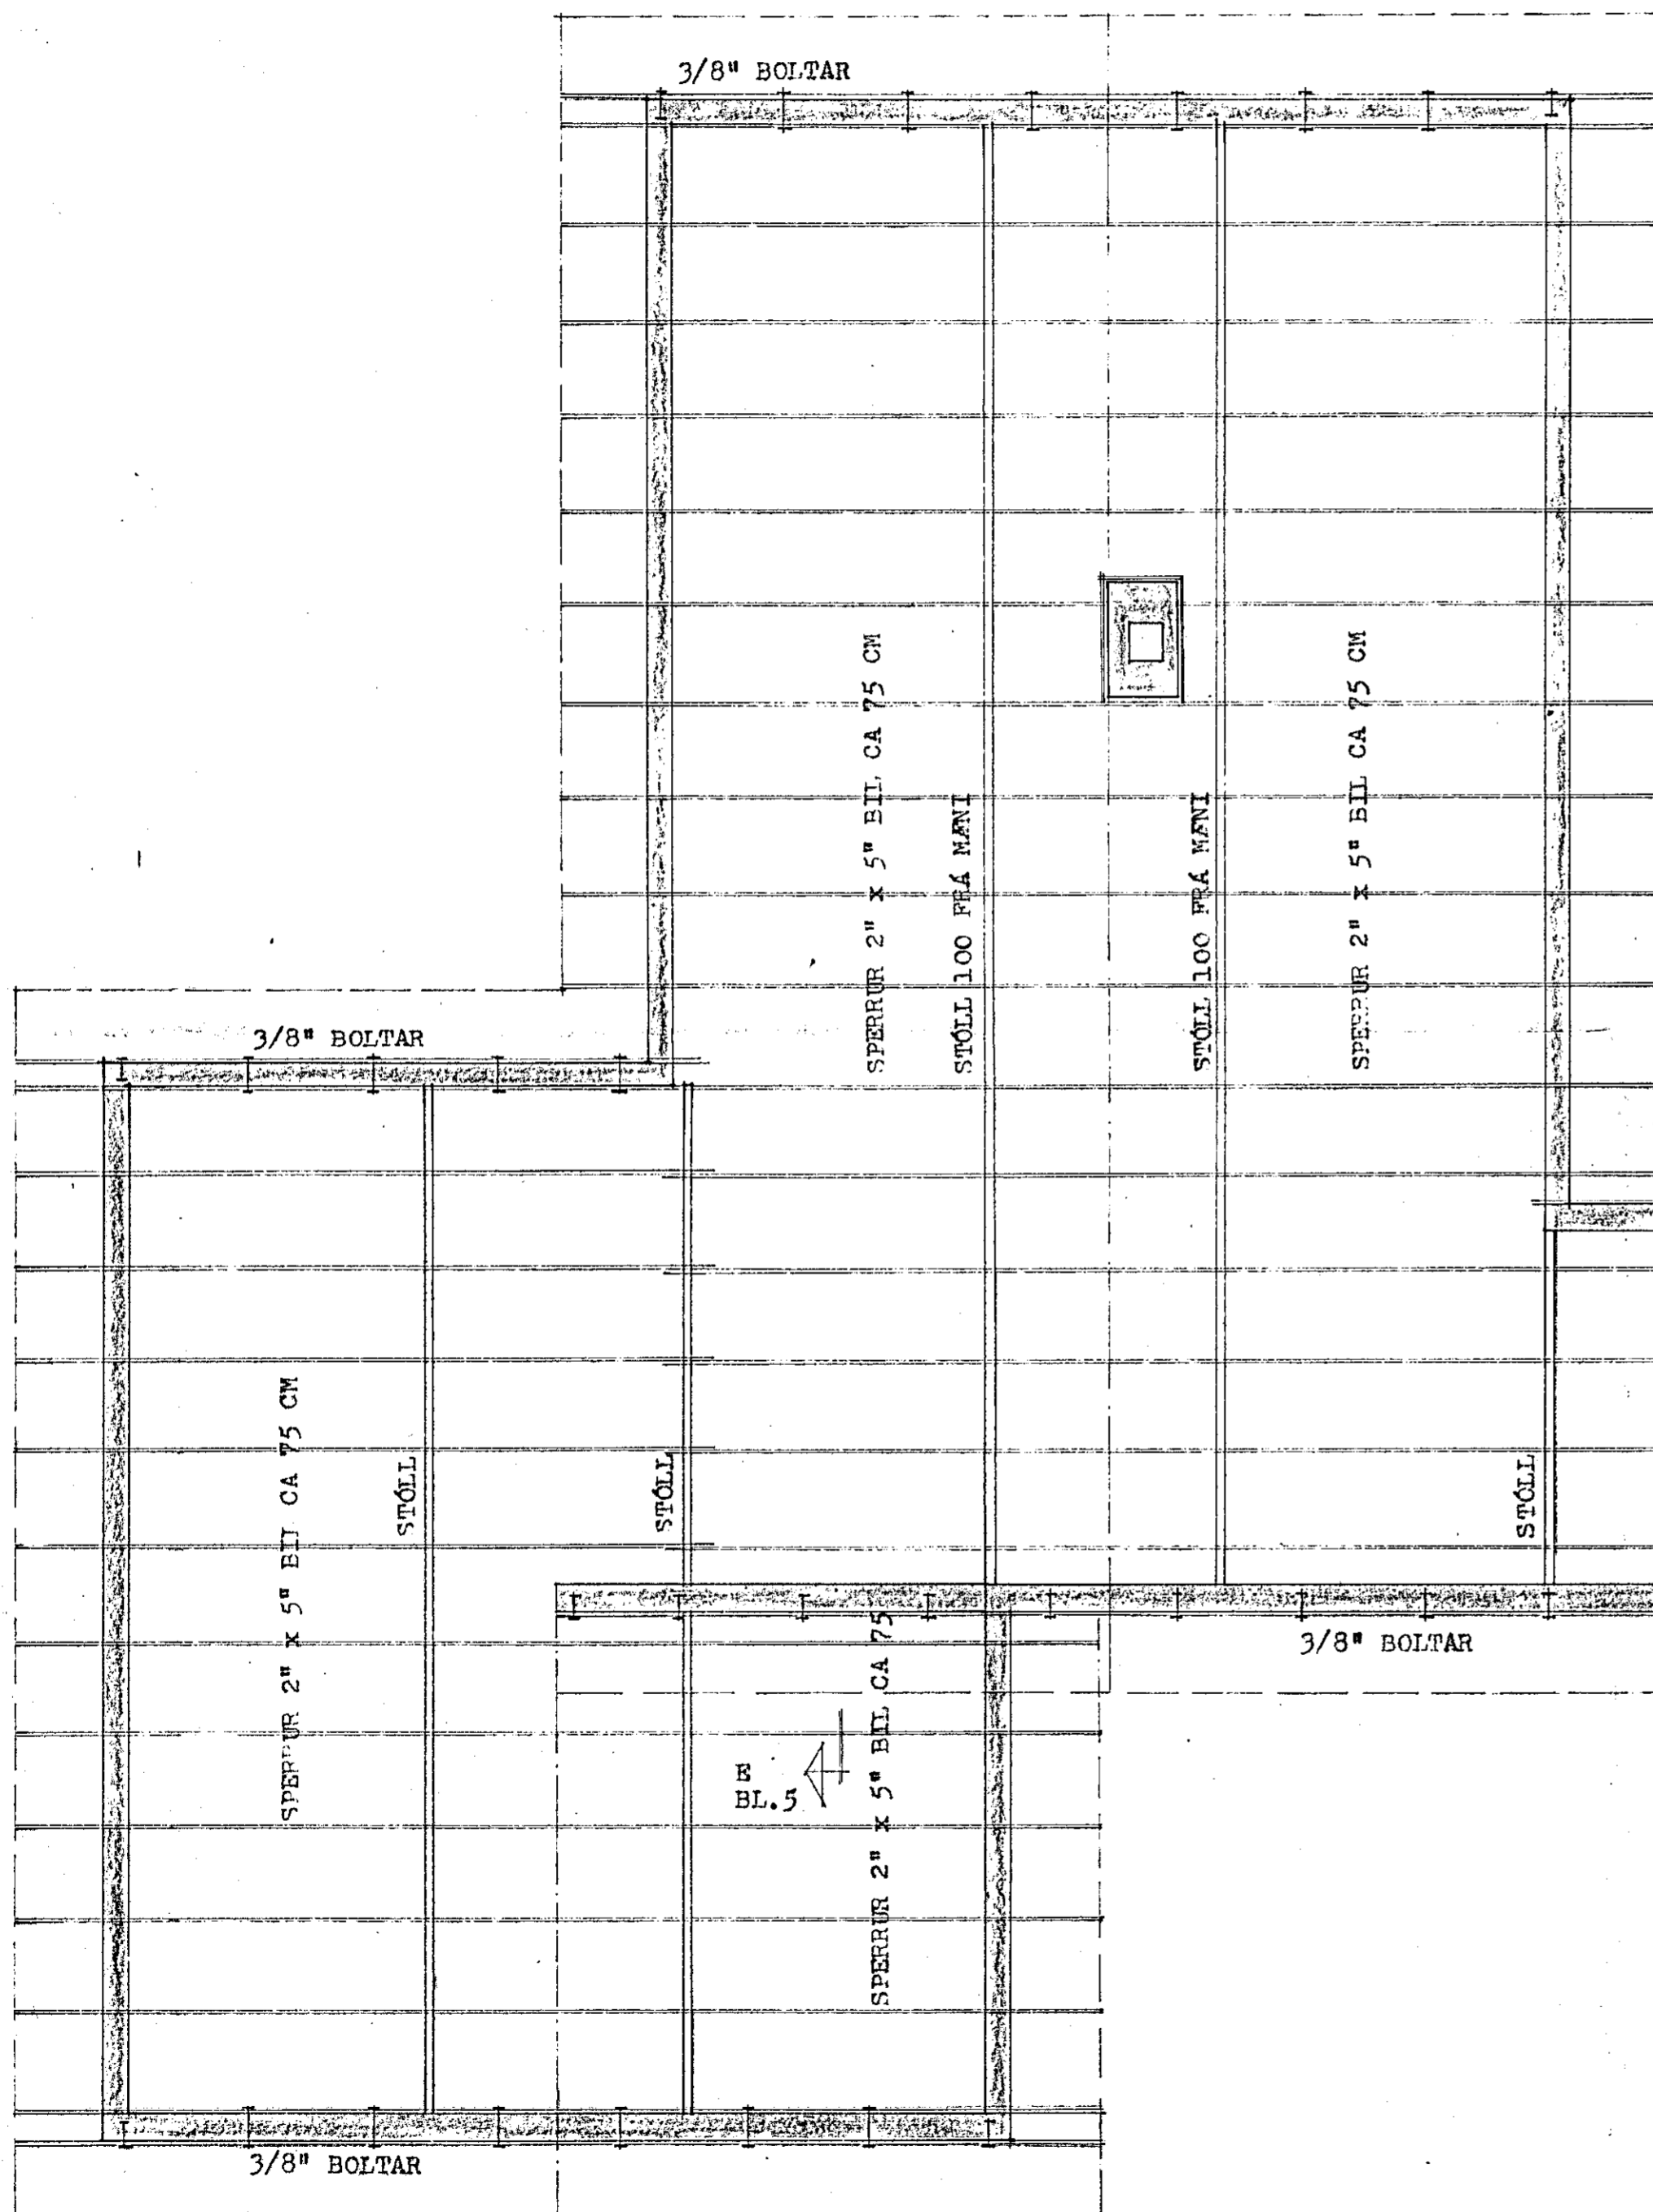 3/8" BOLTAR
SPERRUR 2" x 5" BIL CA 75 CM
STÓLL 100 FRÁ MÆNI
STÓLL 100 FRÁ MÆNI
SPERRUR 2" x 5" BIL CA 75 CM
3/8" BOLTAR
SPERRUR 2" x 5" BIL CA 75 CM
STÓLL
STÓLL
STÓLL
3/8" BOLTAR
SPERRUR 2" x 5" BIL CA 75
E
BL.5
3/8" BOLTAR